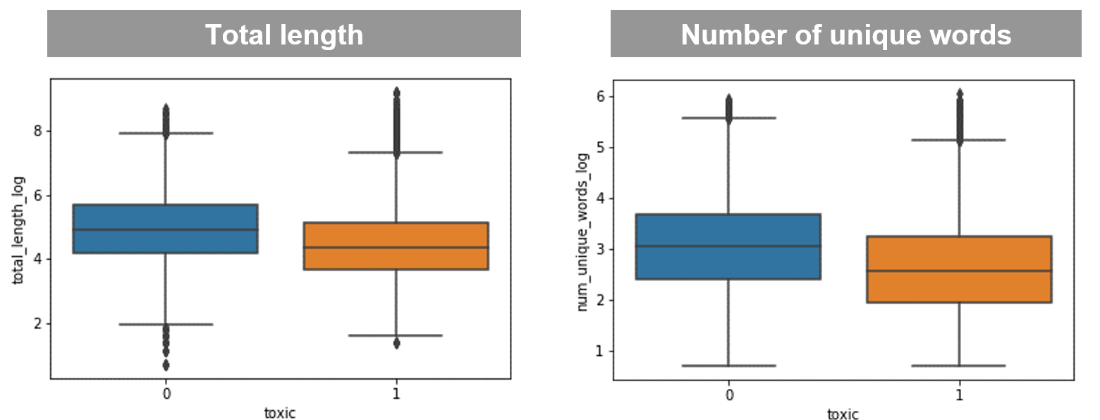 Total length
total_length_log
8
6
4
2
0
1
toxic
Number of unique words
num_unique_words_log
6
5
4
3
2
1
0
1
toxic